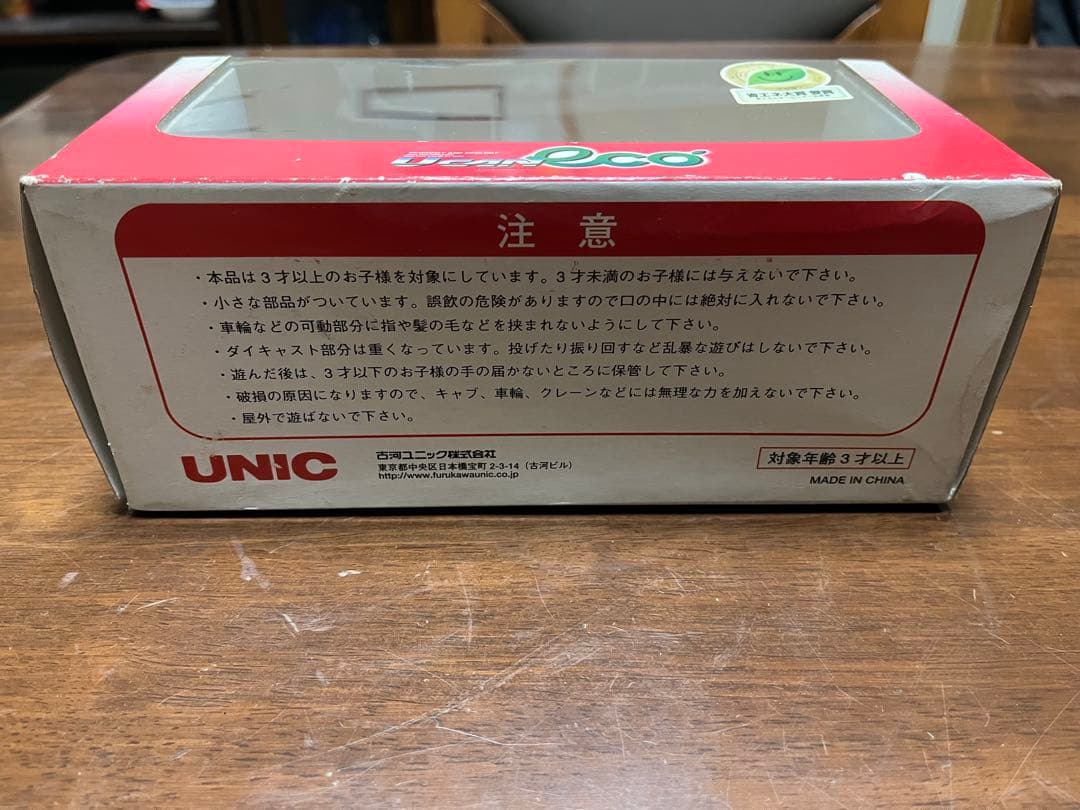 省エネ大賞 受賞
U-CAN Eco
注 意
・本品は3才以上のお子様を対象にしています。3才未満のお子様には与えないで下さい。
・小さな部品がついています。誤飲の危険がありますので口の中には絶対に入れないで下さい。
・車輪などの可動部分に指や髪の毛などを挟まれないようにして下さい。
・ダイキャスト部分は重くなっています。投げたり振り回すなど乱暴な遊びはしないで下さい。
・遊んだ後は、3才以下のお子様の手の届かないところに保管して下さい。
・破損の原因になりますので、キャブ、車輪、クレーンなどには無理な力を加えないで下さい。
・屋外で遊ばないで下さい。
UNIC
古河ユニック株式会社
東京都中央区日本橋室町 2-3-14（古河ビル）
http://www.furukawaunic.co.jp
対象年齢 3 才以上
MADE IN CHINA